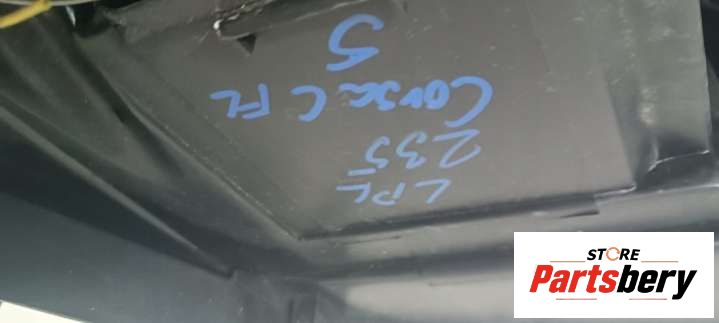 LPL
235
Corsa C FL
5
STORE
Partsbery